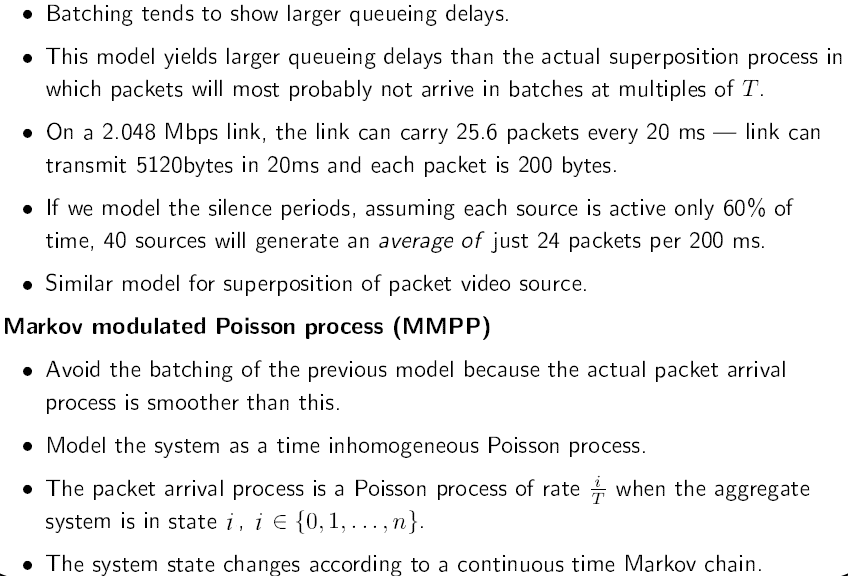 • Batching tends to show larger queueing delays.
• This model yields larger queueing delays than the actual superposition process in
which packets will most probably not arrive in batches at multiples of T.
• On a 2.048 Mbps link, the link can carry 25.6 packets every 20 ms — link can
transmit 5120bytes in 20ms and each packet is 200 bytes.
• If we model the silence periods, assuming each source is active only 60% of
time, 40 sources will generate an average of just 24 packets per 200 ms.
• Similar model for superposition of packet video source.
Markov modulated Poisson process (MMPP)
• Avoid the batching of the previous model because the actual packet arrival
process is smoother than this.
• Model the system as a time inhomogeneous Poisson process.
• The packet arrival process is a Poisson process of rate i/T when the aggregate
system is in state i, i ∈ {0, 1, . . . , n}.
• The system state changes according to a continuous time Markov chain.